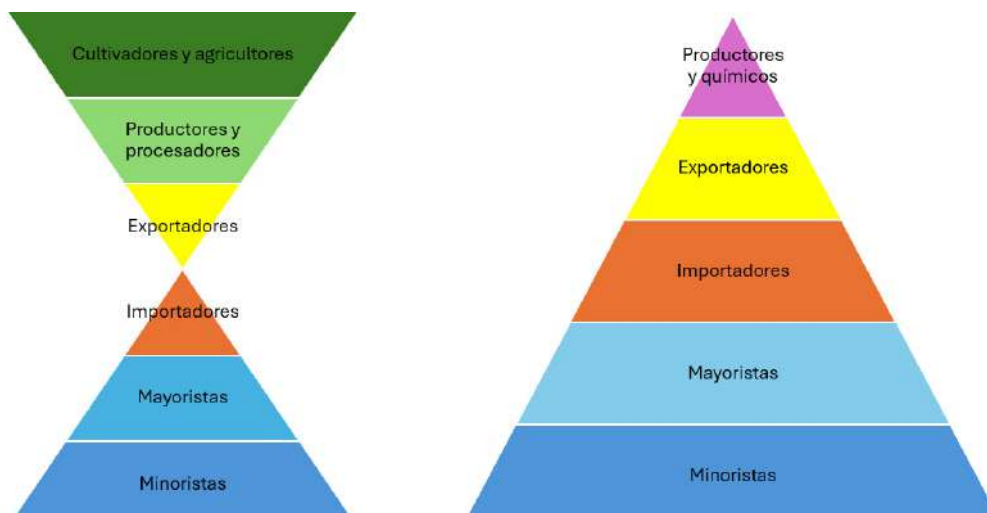 Cultivadores y agricultores
Productores y
procesadores
Exportadores
Importadores
Mayoristas
Minoristas
Productores
y químicos
Exportadores
Importadores
Mayoristas
Minoristas